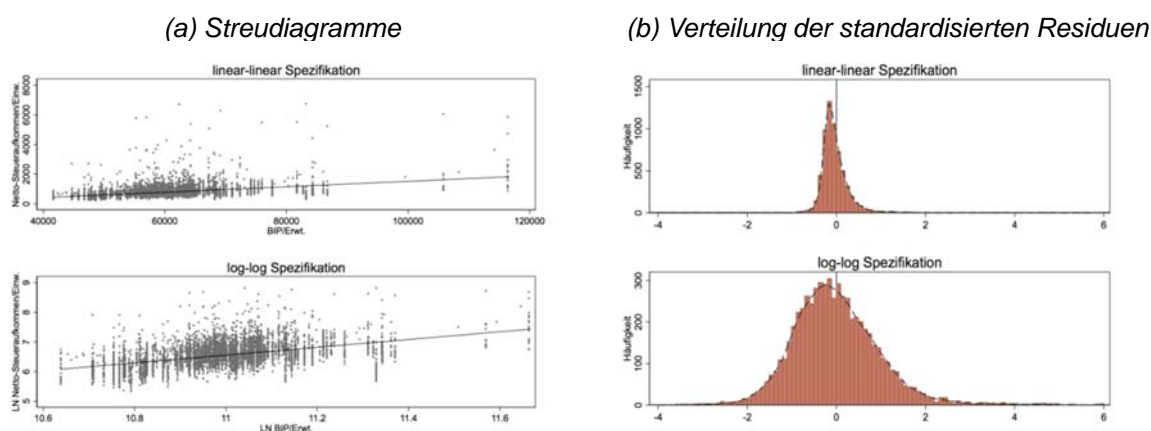 (a) Streudiagramme
(b) Verteilung der standardisierten Residuen
linear-linear Spezifikation
Netto-Steueraufkommen/Einw.
0 2000 4000 6000 8000
40000 60000 80000 100000 120000
BIP/Erwt.
linear-linear Spezifikation
Häufigkeit
0 500 1000 1500
-4 -2 0 2 4 6
log-log Spezifikation
LN Netto-Steueraufkommen/Einw.
5 6 7 8 9
10.6 10.8 11 11.2 11.4 11.6
LN BIP/Erwt.
log-log Spezifikation
Häufigkeit
0 100 200 300
-4 -2 0 2 4 6